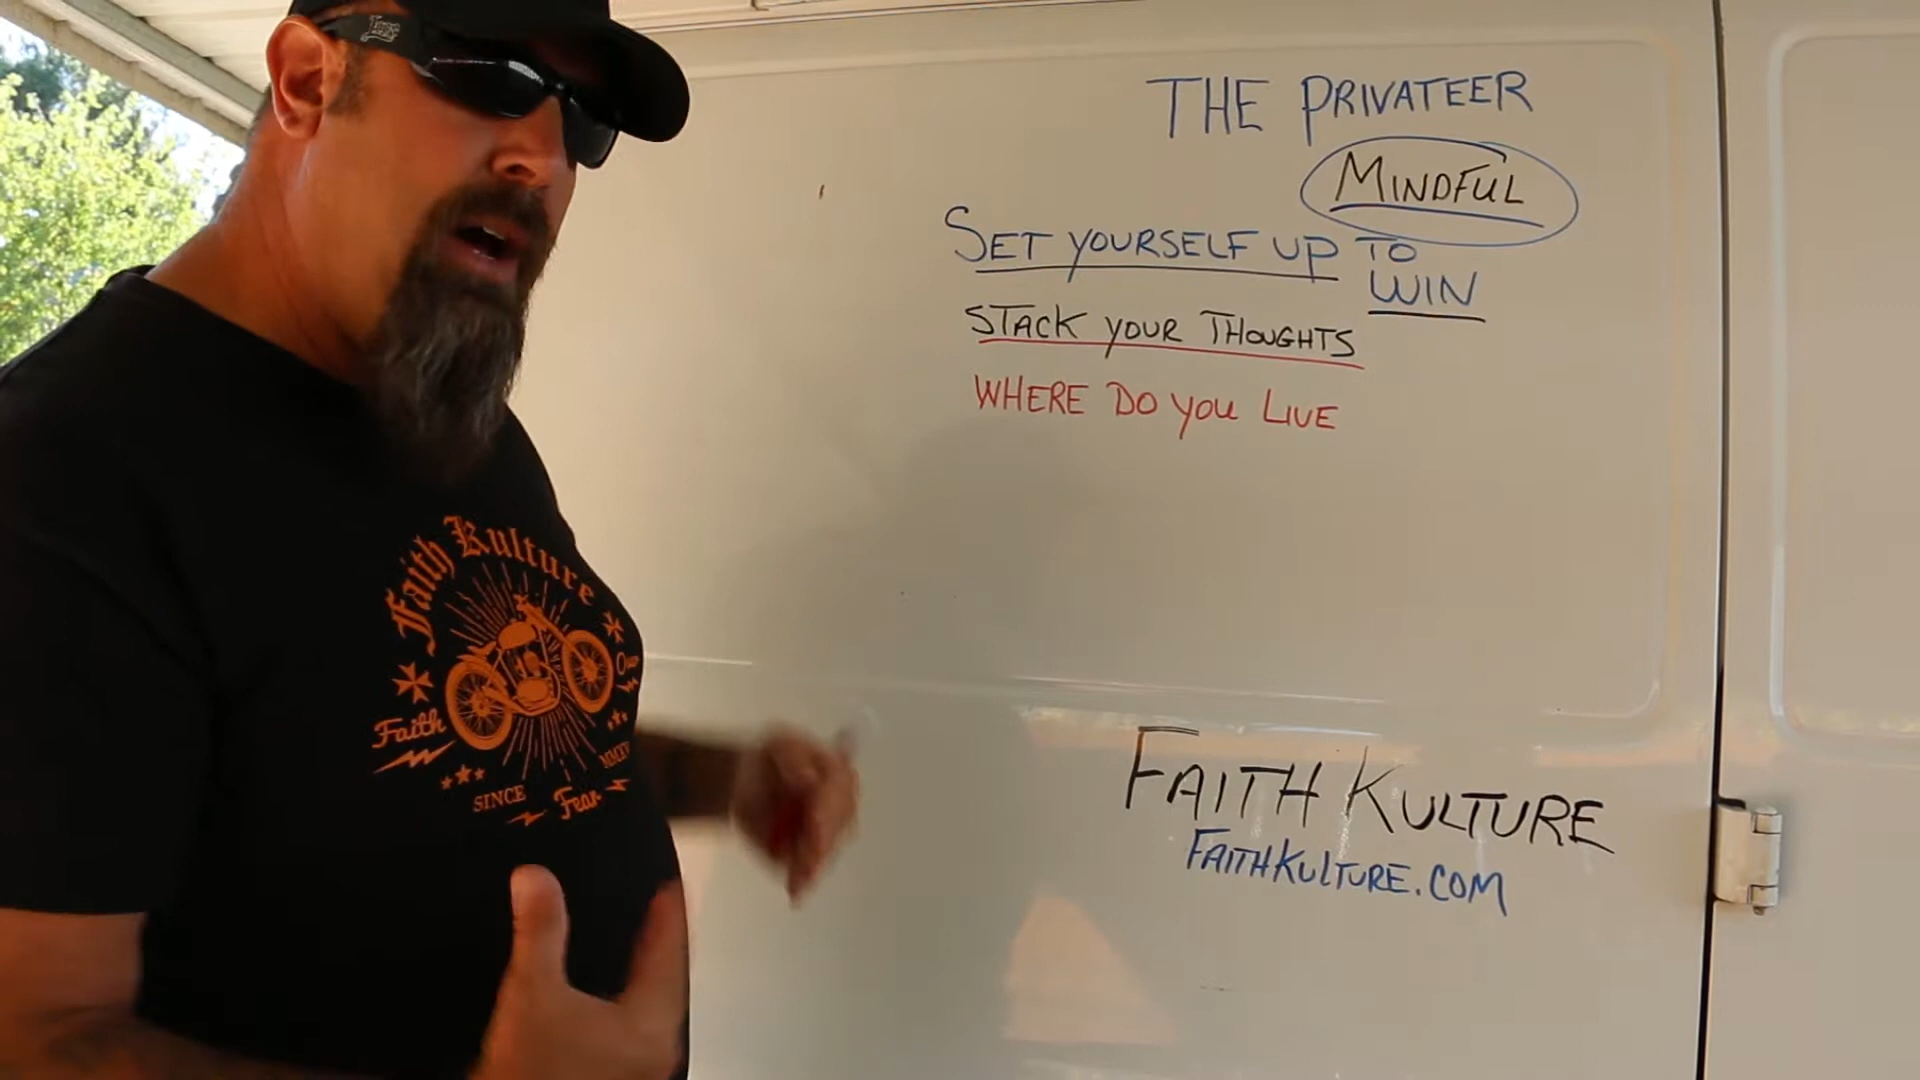 THE PRIVATEER
MINDFUL
SET YOURSELF UP TO
WIN
STACK YOUR THOUGHTS
WHERE DO YOU LIVE
FAITH KULTURE
FAITHKULTURE.COM
Faith Kulture
Faith
SINCE
Fear